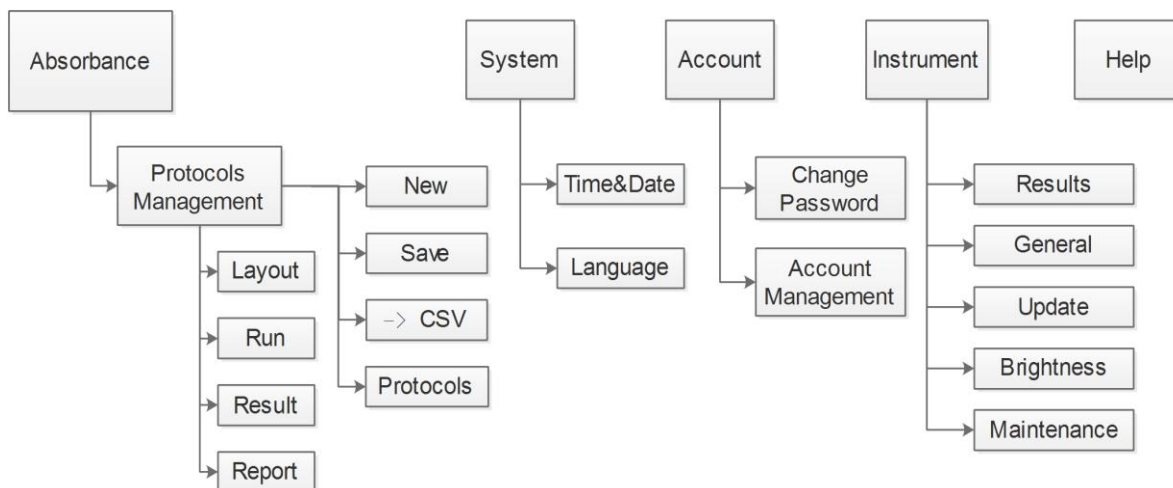 Absorbance
System
Account
Instrument
Help
Protocols
Management
Layout
Run
Result
Report
New
Save
-> CSV
Protocols
Time&Date
Language
Change
Password
Account
Management
Results
General
Update
Brightness
Maintenance